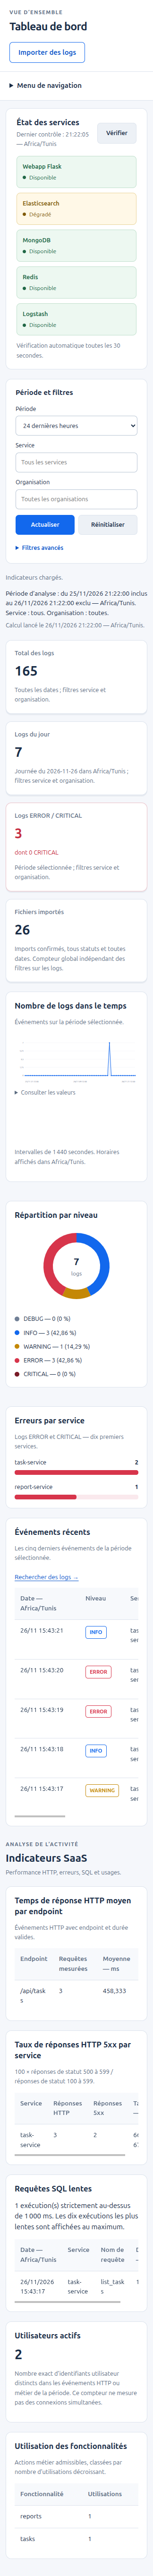 VUE D'ENSEMBLE
Tableau de bord
Importer des logs
Menu de navigation
État des services
Dernier contrôle : 21:22:05
— Africa/Tunis
Vérifier
Webapp Flask
Disponible
Elasticsearch
Dégradé
MongoDB
Disponible
Redis
Disponible
Logstash
Disponible
Vérification automatique toutes les 30
secondes.
Période et filtres
Période
24 dernières heures
Service
Tous les services
Organisation
Toutes les organisations
Actualiser
Réinitialiser
Filtres avancés
Indicateurs chargés.
Période d'analyse : du 25/11/2026 21:22:00 inclus
au 26/11/2026 21:22:00 exclu — Africa/Tunis.
Service : tous. Organisation : toutes.
Calcul lancé le 26/11/2026 21:22:00 — Africa/Tunis.
Total des logs
165
Toutes les dates ; filtres service et
organisation.
Logs du jour
7
Journée du 2026-11-26 dans Africa/Tunis ;
filtres service et organisation.
Logs ERROR / CRITICAL
3
dont 0 CRITICAL
Période sélectionnée ; filtres service et
organisation.
Fichiers importés
26
Imports confirmés, tous statuts et toutes
dates. Compteur global indépendant des
filtres sur les logs.
Nombre de logs dans le temps
Événements sur la période sélectionnée.
Consulter les valeurs
Intervalles de 1 440 secondes. Horaires
affichés dans Africa/Tunis.
Répartition par niveau
7
logs
DEBUG — 0 (0 %)
INFO — 3 (42,86 %)
WARNING — 1 (14,29 %)
ERROR — 3 (42,86 %)
CRITICAL — 0 (0 %)
Erreurs par service
Logs ERROR et CRITICAL — dix premiers
services.
task-service 2
report-service 1
Événements récents
Les cinq derniers événements de la période
sélectionnée.
Rechercher des logs →
Date —
Africa/Tunis
Niveau
26/11 15:43:21
INFO
26/11 15:43:20
ERROR
26/11 15:43:19
ERROR
26/11 15:43:18
INFO
26/11 15:43:17
WARNING
ANALYSE DE L'ACTIVITÉ
Indicateurs SaaS
Performance HTTP, erreurs, SQL et usages.
Temps de réponse HTTP moyen
par endpoint
Événements HTTP avec endpoint et durée
valides.
Endpoint
Requêtes
mesurées
Moyenne
— ms
/api/task
s
3
458,333
Taux de réponses HTTP 5xx par
service
100 × réponses de statut 500 à 599 /
réponses de statut 100 à 599.
Service
Réponses
HTTP
Réponses
5xx
task-
service
3
2
Requêtes SQL lentes
1 exécution(s) strictement au-dessus
de 1 000 ms. Les dix exécutions les plus
lentes sont affichées au maximum.
Date —
Africa/Tunis
Service
Nom de
requête
26/11/2026
15:43:17
task-
service
list_task
s
Utilisateurs actifs
2
Nombre exact d'identifiants utilisateur
distincts dans les événements HTTP ou
métier de la période. Ce compteur ne mesure
pas des connexions simultanées.
Utilisation des fonctionnalités
Actions métier admissibles, classées par
nombre d'utilisations décroissant.
Fonctionnalité
Utilisations
reports
1
tasks
1